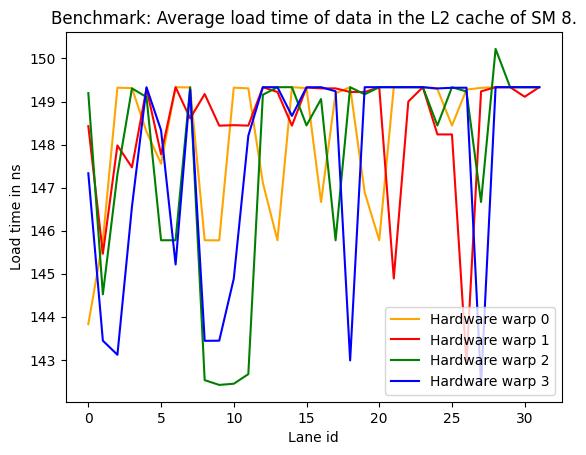 Benchmark: Average load time of data in the L2 cache of SM 8.
150
149
148
147
146
145
144
143
Load time in ns
Hardware warp 0
Hardware warp 1
Hardware warp 2
Hardware warp 3
0 5 10 15 20 25 30
Lane id